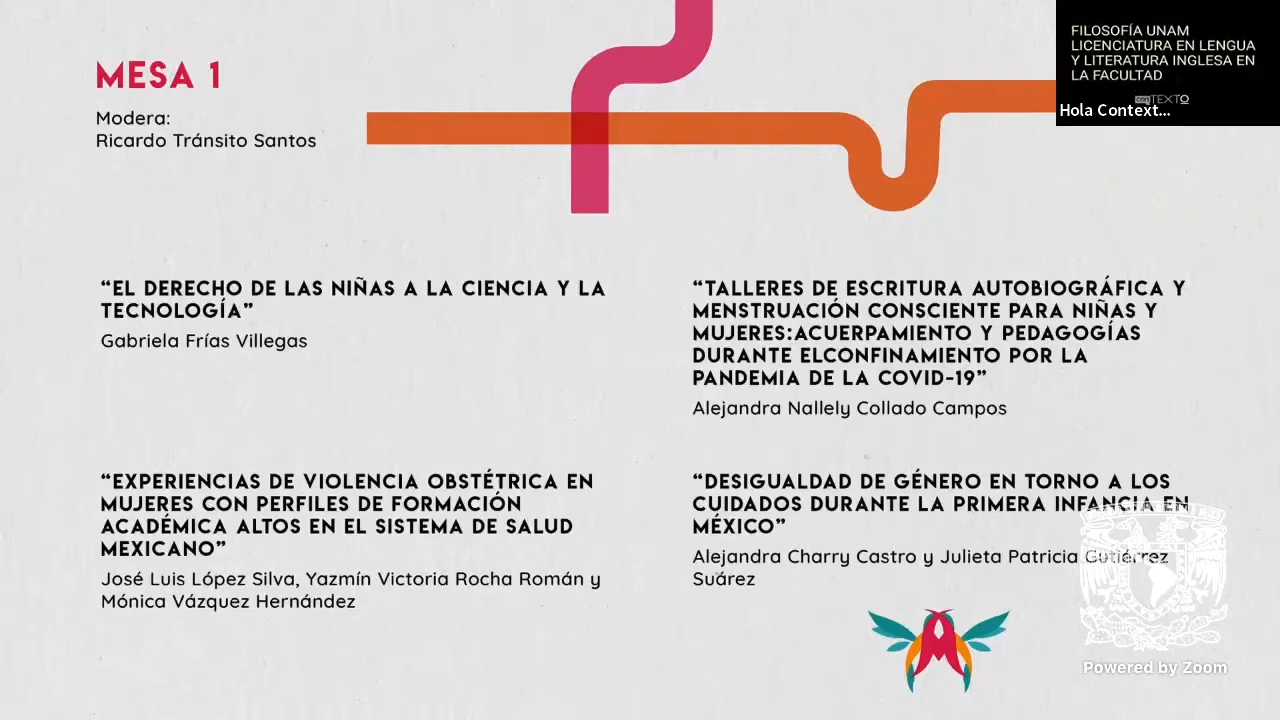 MESA 1
Modera:
Ricardo Tránsito Santos
FILOSOFÍA UNAM
LICENCIATURA EN LENGUA
Y LITERATURA INGLESA EN
LA FACULTAD
conTEXTO
Hola Context...
“EL DERECHO DE LAS NIÑAS A LA CIENCIA Y LA
TECNOLOGÍA”
Gabriela Frías Villegas
“TALLERES DE ESCRITURA AUTOBIOGRÁFICA Y
MENSTRUACIÓN CONSCIENTE PARA NIÑAS Y
MUJERES:ACUERPAMIENTO Y PEDAGOGÍAS
DURANTE ELCONFINAMIENTO POR LA
PANDEMIA DE LA COVID-19”
Alejandra Nallely Collado Campos
“EXPERIENCIAS DE VIOLENCIA OBSTÉTRICA EN
MUJERES CON PERFILES DE FORMACIÓN
ACADÉMICA ALTOS EN EL SISTEMA DE SALUD
MEXICANO”
José Luis López Silva, Yazmín Victoria Rocha Román y
Mónica Vázquez Hernández
“DESIGUALDAD DE GÉNERO EN TORNO A LOS
CUIDADOS DURANTE LA PRIMERA INFANCIA EN
MÉXICO”
Alejandra Charry Castro y Julieta Patricia Gutiérrez
Suárez
Powered by Zoom